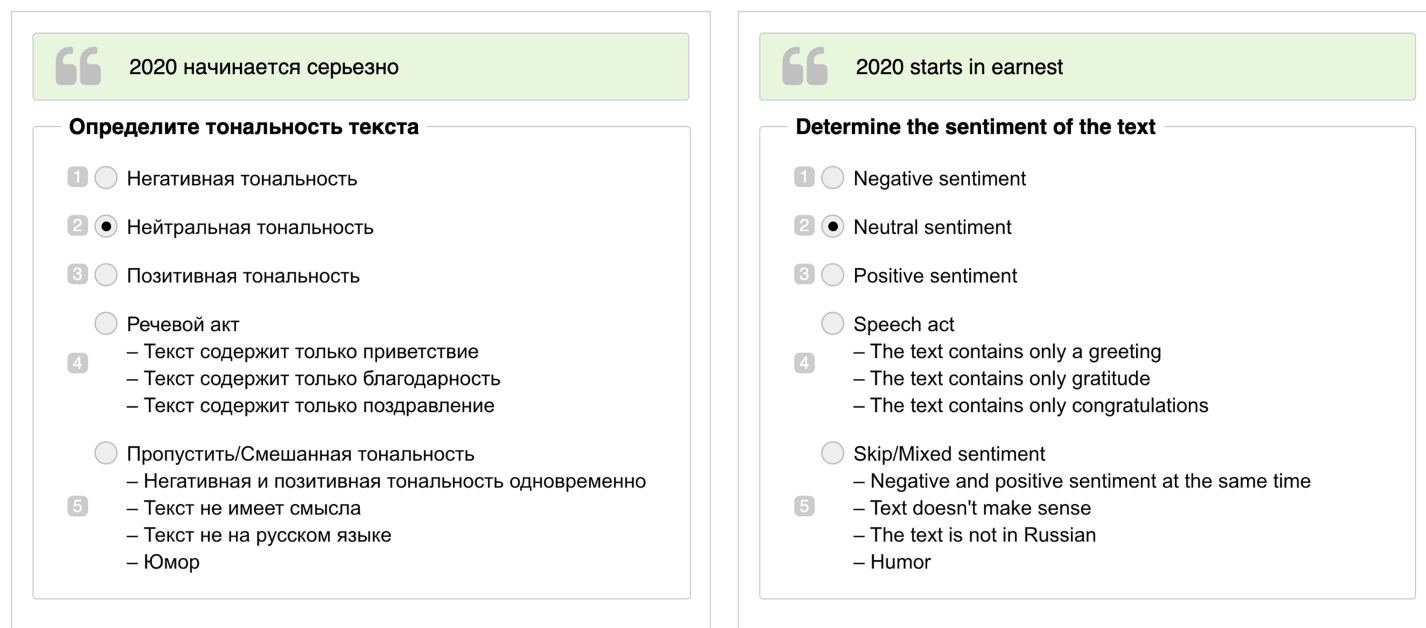 2020 начинается серьезно
Определите тональность текста
1 Негативная тональность
2 Нейтральная тональность
3 Позитивная тональность
Речевой акт
– Текст содержит только приветствие
4
– Текст содержит только благодарность
– Текст содержит только поздравление
Пропустить/Смешанная тональность
– Негативная и позитивная тональность одновременно
5
– Текст не имеет смысла
– Текст не на русском языке
– Юмор
2020 starts in earnest
Determine the sentiment of the text
1 Negative sentiment
2 Neutral sentiment
3 Positive sentiment
Speech act
– The text contains only a greeting
4
– The text contains only gratitude
– The text contains only congratulations
Skip/Mixed sentiment
– Negative and positive sentiment at the same time
5
– Text doesn't make sense
– The text is not in Russian
– Humor